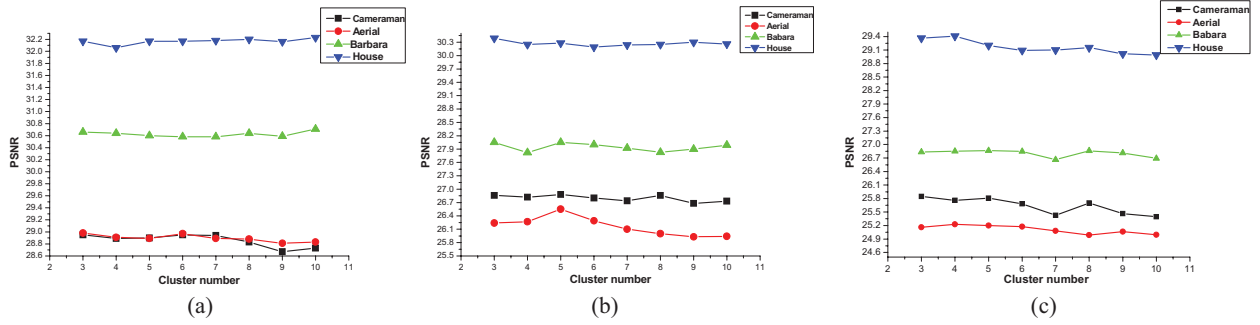 Cameraman
Aerial
Barbara
House
32.2
32.0
31.8
31.6
31.4
31.2
31.0
30.8
30.6
30.4
30.2
30.0
29.8
29.6
29.4
29.2
29.0
28.8
28.6
PSNR
2 3 4 5 6 7 8 9 10 11
Cluster number
(a)
Cameraman
Aerial
Babara
House
30.3
30.0
29.7
29.4
29.1
28.8
28.5
28.2
27.9
27.6
27.3
27.0
26.7
26.4
26.1
25.8
25.5
PSNR
2 3 4 5 6 7 8 9 10 11
Cluster number
(b)
Cameraman
Aerial
Babara
House
29.4
29.1
28.8
28.5
28.2
27.9
27.6
27.3
27.0
26.7
26.4
26.1
25.8
25.5
25.2
24.9
24.6
PSNR
2 3 4 5 6 7 8 9 10 11
Cluster number
(c)